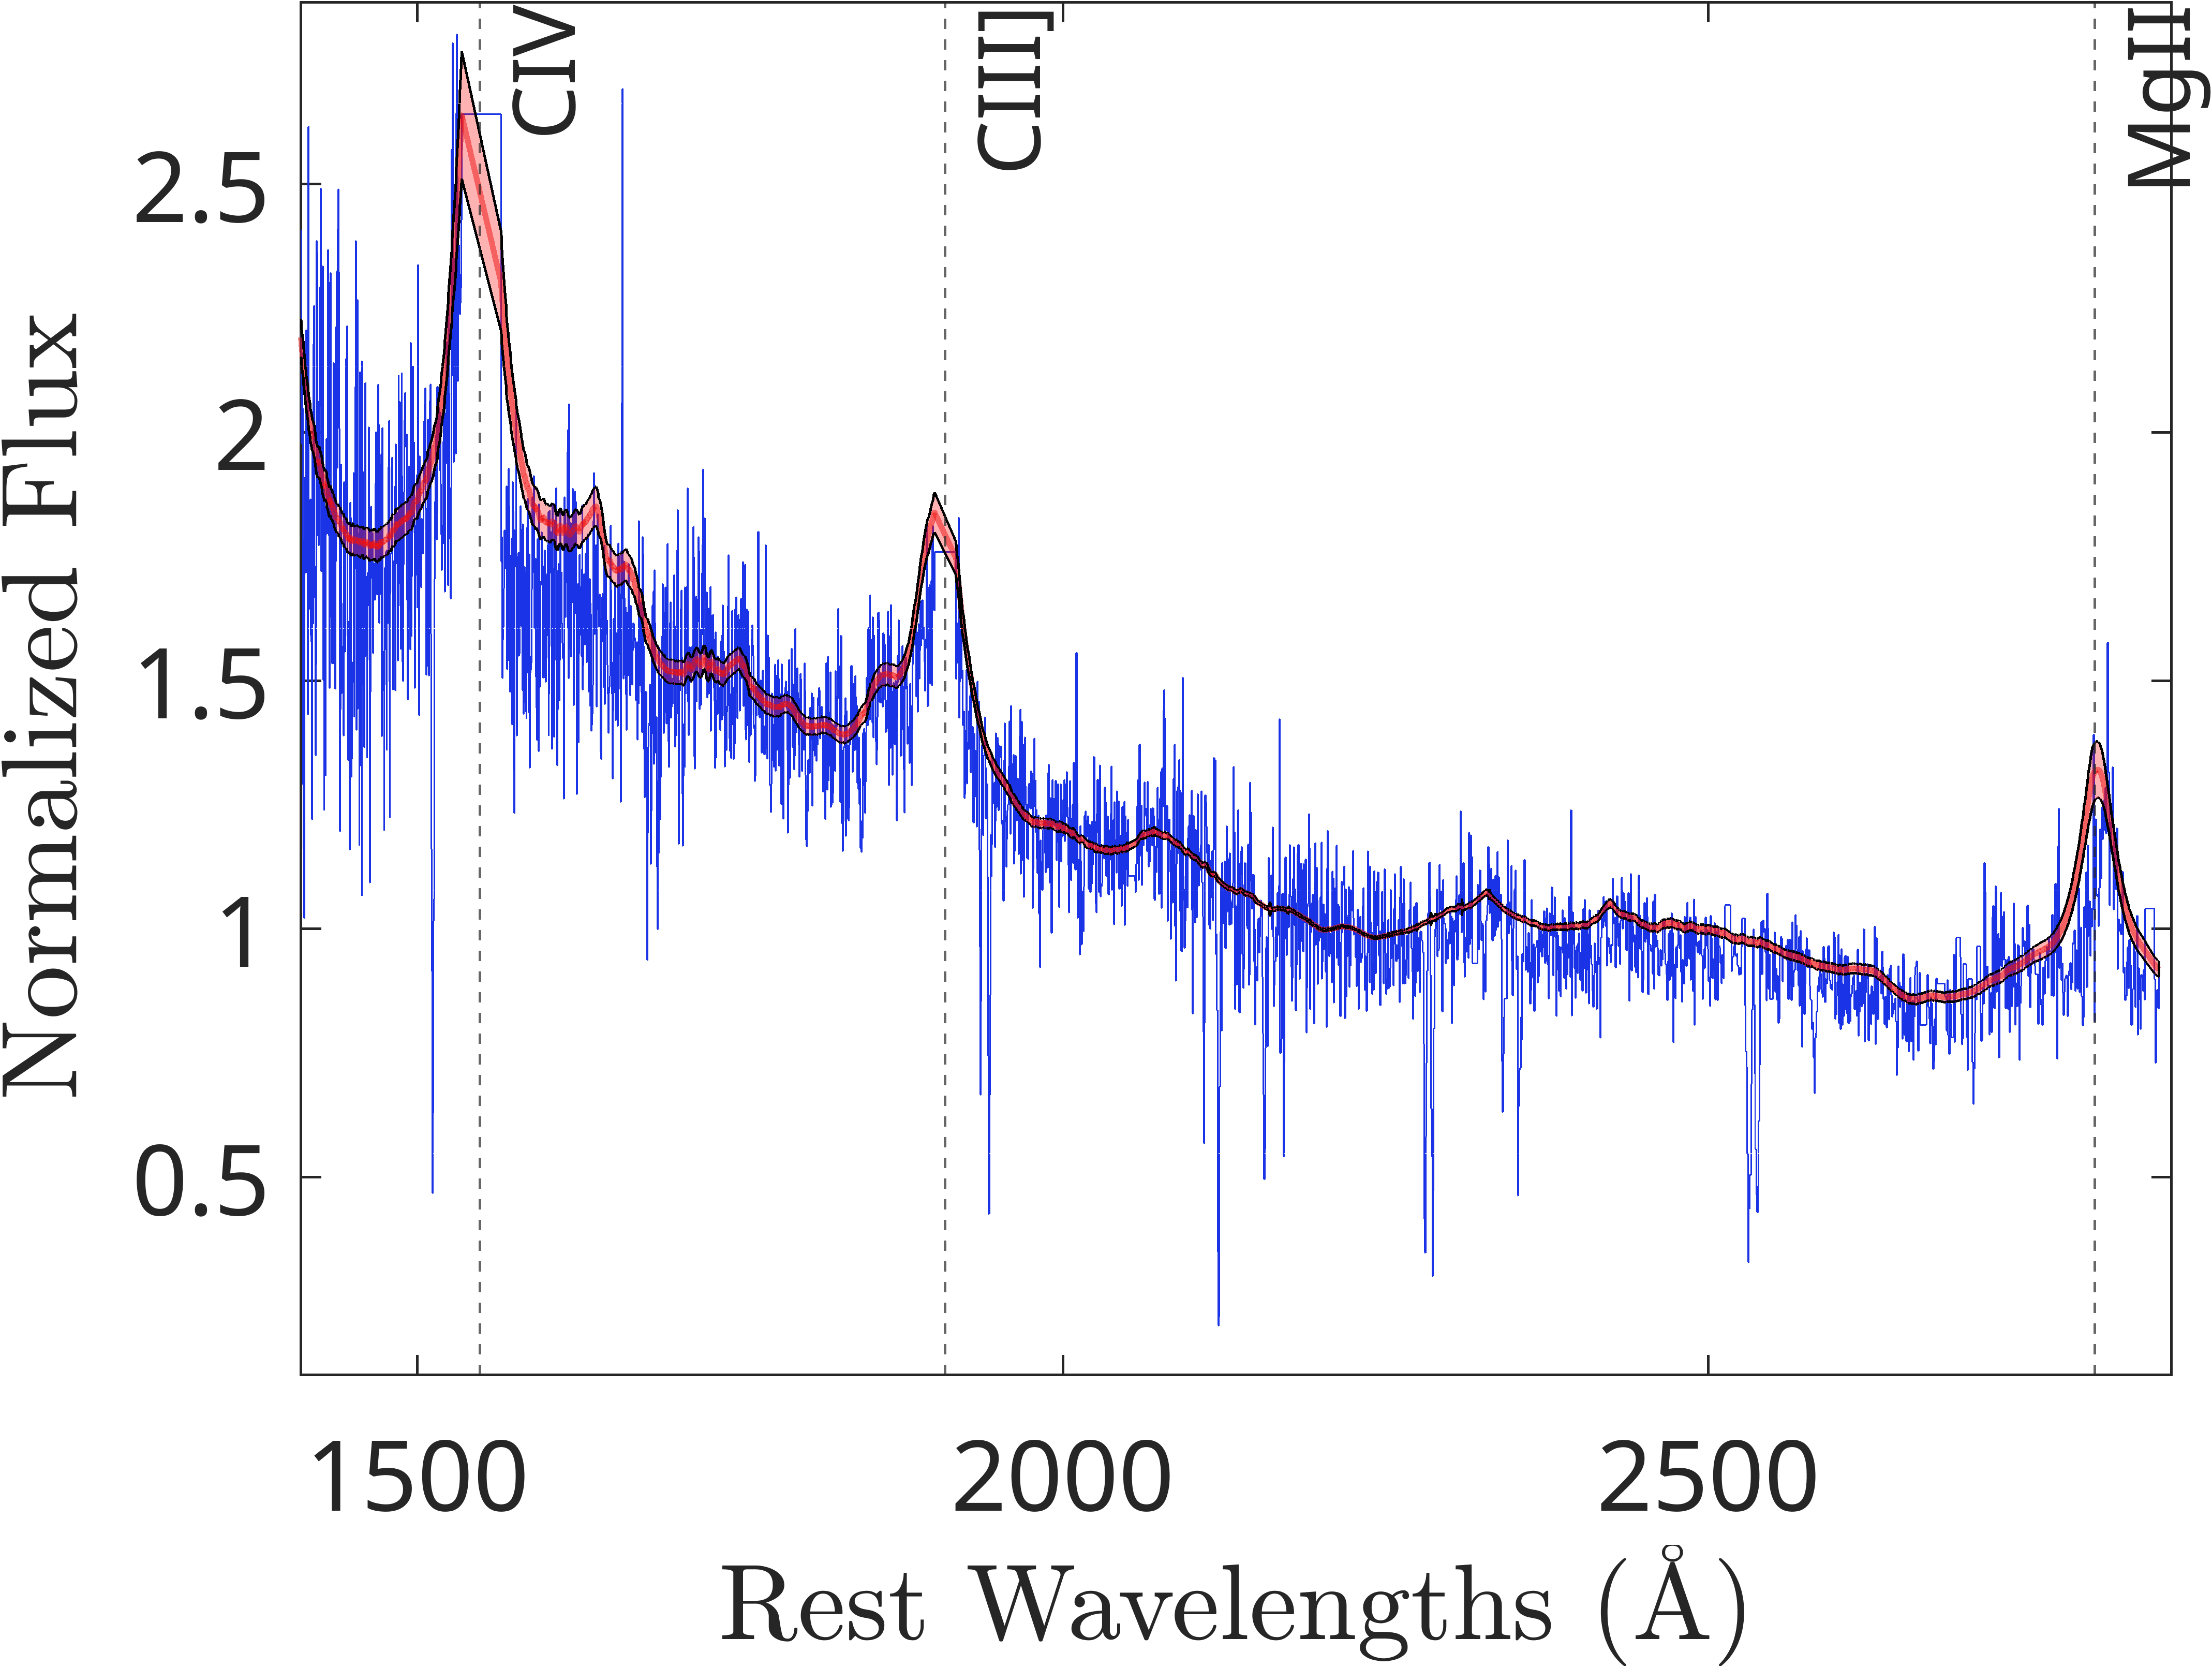 CIV
CIII]
MgII
2.5
2
1.5
1
0.5
Normalized Flux
1500
2000
2500
Rest Wavelengths (Å)